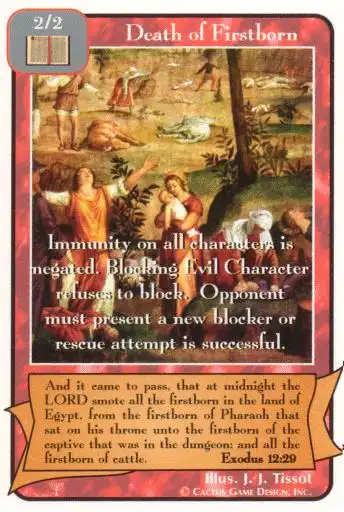 2/2
Death of Firstborn
Immunity on all characters is
negated. Blocking Evil Character
refuses to block. Opponent
must present a new blocker or
rescue attempt is successful.
And it came to pass, that at midnight the
LORD smote all the firstborn in the land of
Egypt, from the firstborn of Pharaoh that
sat on his throne unto the firstborn of the
captive that was in the dungeon; and all the
firstborn of cattle. Exodus 12:29
Illus. J. J. Tissot
© Cactus Game Design, Inc.